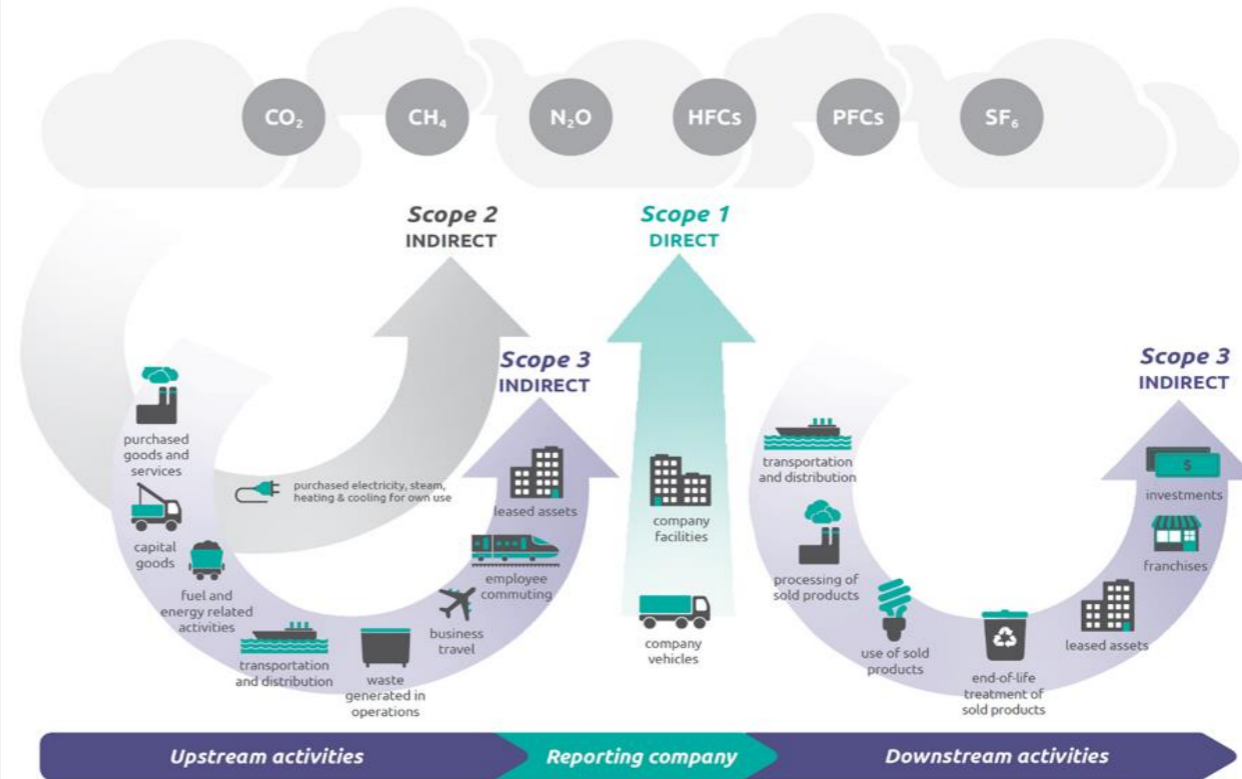 CO₂
CH₄
N₂O
HFCs
PFCs
SF₆
Scope 2
INDIRECT
Scope 1
DIRECT
Scope 3
INDIRECT
Scope 3
INDIRECT
purchased
goods and
services
capital
goods
fuel and
energy related
activities
purchased electricity, steam,
heating & cooling for own use
transportation
and distribution
waste
generated in
operations
business
travel
employee
commuting
leased assets
company
facilities
company
vehicles
transportation
and distribution
processing of
sold products
use of sold
products
end-of-life
treatment of
sold products
leased assets
franchises
$
investments
Upstream activities
Reporting company
Downstream activities